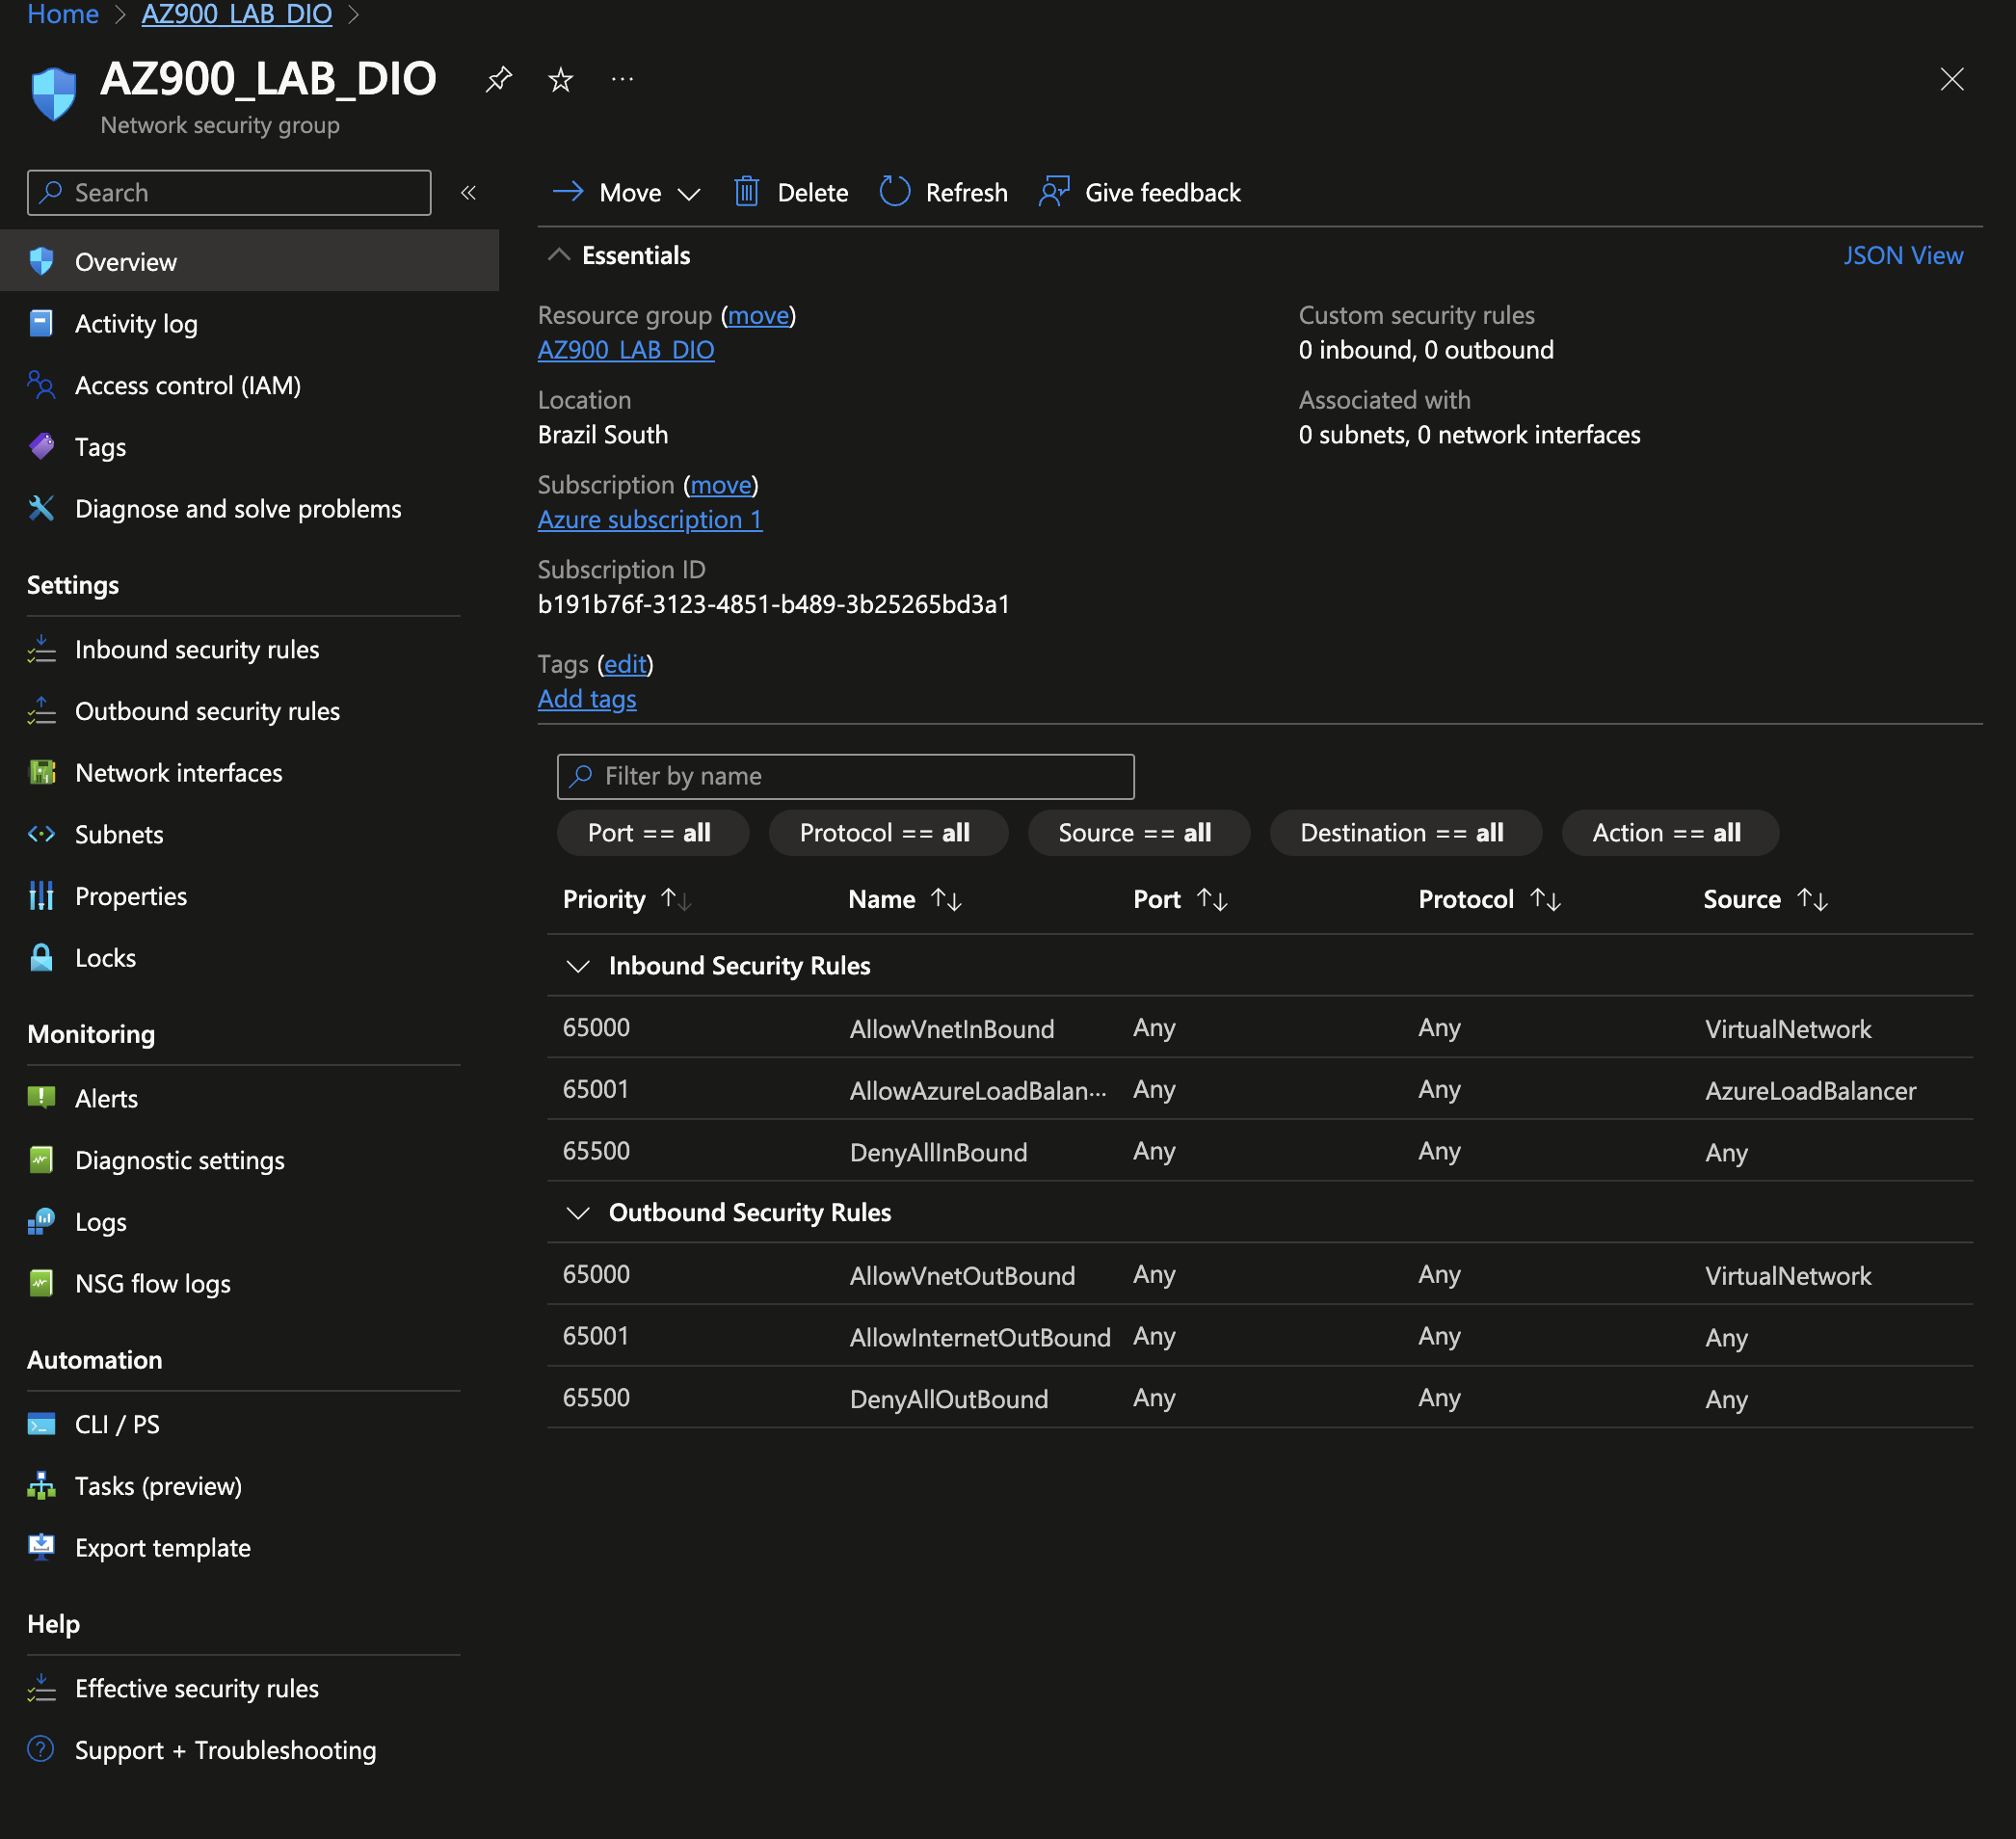 Home > AZ900_LAB_DIO >
AZ900_LAB_DIO
Network security group
Search
Overview
Activity log
Access control (IAM)
Tags
Diagnose and solve problems
Settings
Inbound security rules
Outbound security rules
Network interfaces
Subnets
Properties
Locks
Monitoring
Alerts
Diagnostic settings
Logs
NSG flow logs
Automation
CLI / PS
Tasks (preview)
Export template
Help
Effective security rules
Support + Troubleshooting
Move Delete Refresh Give feedback
Essentials JSON View
Resource group (move)
AZ900_LAB_DIO
Location
Brazil South
Subscription (move)
Azure subscription 1
Subscription ID
b191b76f-3123-4851-b489-3b25265bd3a1
Custom security rules
0 inbound, 0 outbound
Associated with
0 subnets, 0 network interfaces
Tags (edit)
Add tags
Filter by name
Port == all Protocol == all Source == all Destination == all Action == all
Priority ↑↓ Name ↑↓ Port ↑↓ Protocol ↑↓ Source ↑↓
Inbound Security Rules
65000 AllowVnetInBound Any Any VirtualNetwork
65001 AllowAzureLoadBalan... Any Any AzureLoadBalancer
65500 DenyAllInBound Any Any Any
Outbound Security Rules
65000 AllowVnetOutBound Any Any VirtualNetwork
65001 AllowInternetOutBound Any Any Any
65500 DenyAllOutBound Any Any Any